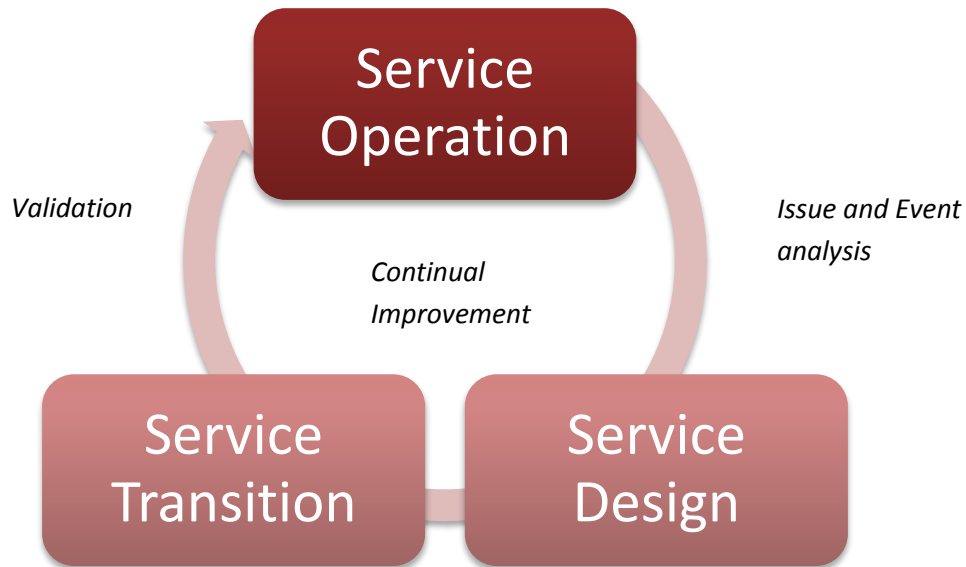 Service
Operation
Validation
Issue and Event
analysis
Continual
Improvement
Service
Transition
Service
Design